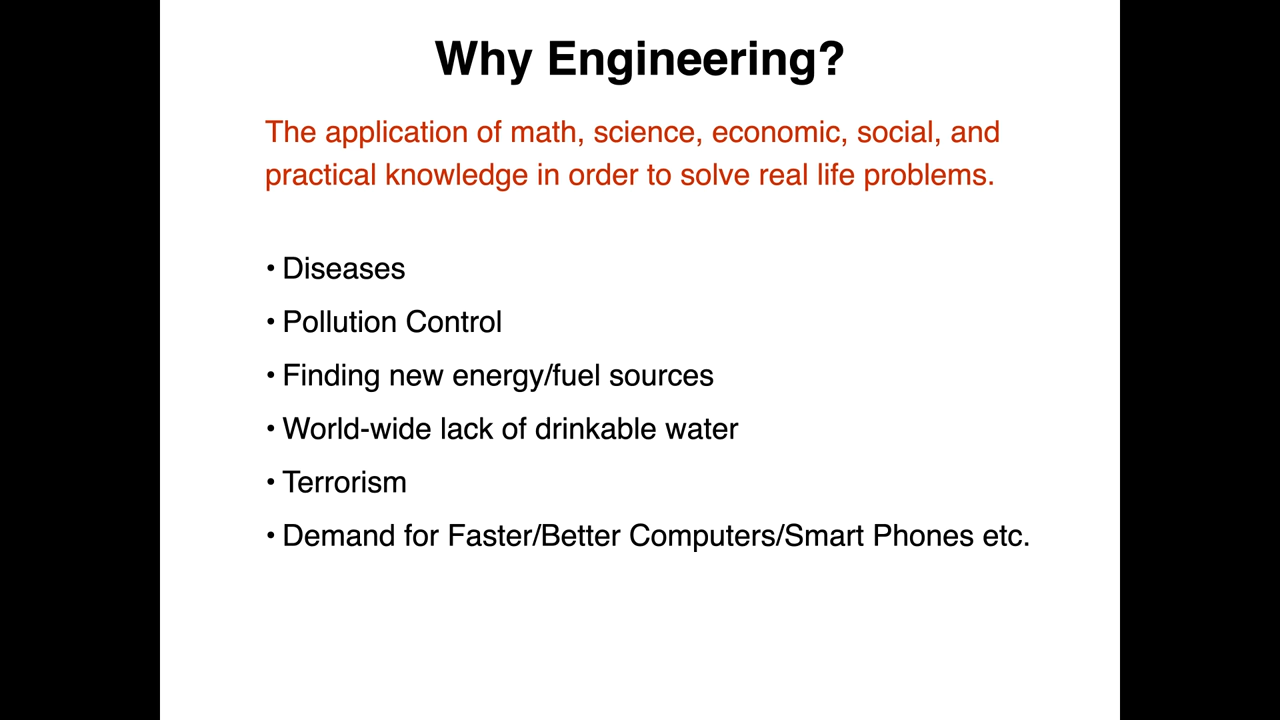 Why Engineering?
The application of math, science, economic, social, and
practical knowledge in order to solve real life problems.
• Diseases
• Pollution Control
• Finding new energy/fuel sources
• World-wide lack of drinkable water
• Terrorism
• Demand for Faster/Better Computers/Smart Phones etc.